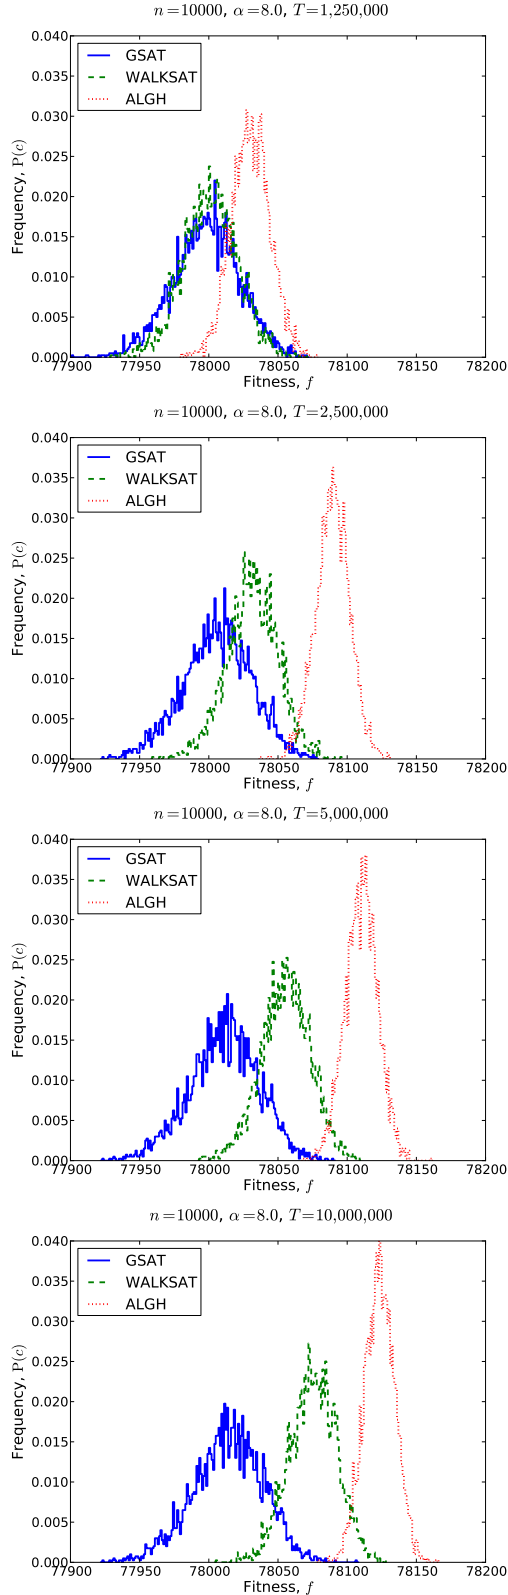 n=10000, α=8.0, T=1,250,000
0.040
0.035
0.030
0.025
0.020
0.015
0.010
0.005
0.000
Frequency, P(c)
GSAT
WALKSAT
ALGH
77900 77950 78000 78050 78100 78150 78200
Fitness, f
n=10000, α=8.0, T=2,500,000
0.040
0.035
0.030
0.025
0.020
0.015
0.010
0.005
0.000
Frequency, P(c)
GSAT
WALKSAT
ALGH
77900 77950 78000 78050 78100 78150 78200
Fitness, f
n=10000, α=8.0, T=5,000,000
0.040
0.035
0.030
0.025
0.020
0.015
0.010
0.005
0.000
Frequency, P(c)
GSAT
WALKSAT
ALGH
77900 77950 78000 78050 78100 78150 78200
Fitness, f
n=10000, α=8.0, T=10,000,000
0.040
0.035
0.030
0.025
0.020
0.015
0.010
0.005
0.000
Frequency, P(c)
GSAT
WALKSAT
ALGH
77900 77950 78000 78050 78100 78150 78200
Fitness, f